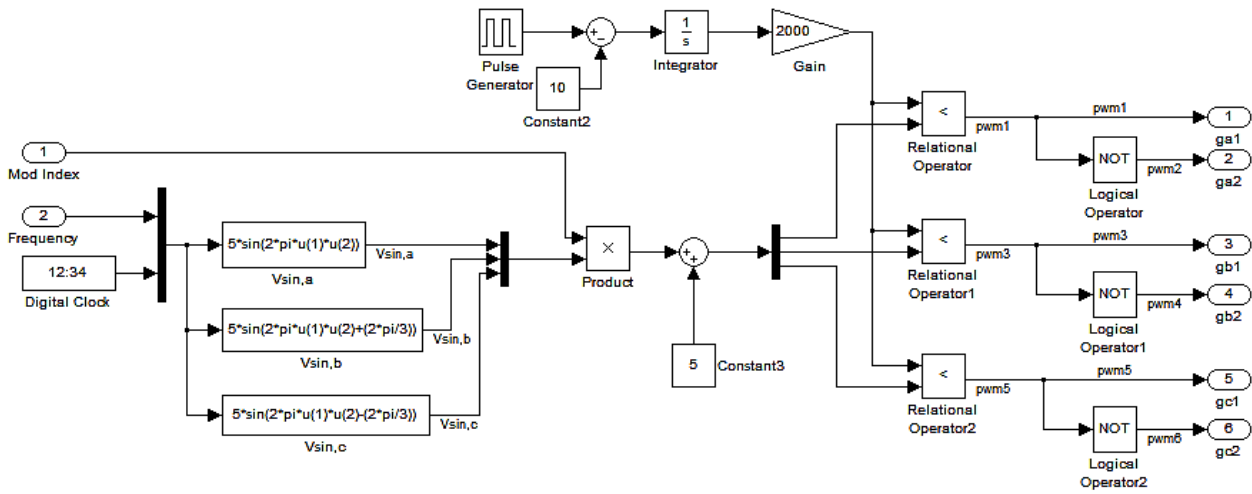 Pulse
Generator
10
Constant2
+
−
1
s
Integrator
2000
Gain
1
Mod Index
2
Frequency
12:34
Digital Clock
5*sin(2*pi*u(1)*u(2))
Vsin,a
Vsin,a
5*sin(2*pi*u(1)*u(2)+(2*pi/3))
Vsin,b
Vsin,b
5*sin(2*pi*u(1)*u(2)-(2*pi/3))
Vsin,c
Vsin,c
×
Product
+
+
5
Constant3
<
Relational
Operator
pwm1
pwm1
1
ga1
NOT
Logical
Operator
pwm2
2
ga2
<
Relational
Operator1
pwm3
pwm3
3
gb1
NOT
Logical
Operator1
pwm4
4
gb2
<
Relational
Operator2
pwm5
pwm5
5
gc1
NOT
Logical
Operator2
pwm6
6
gc2